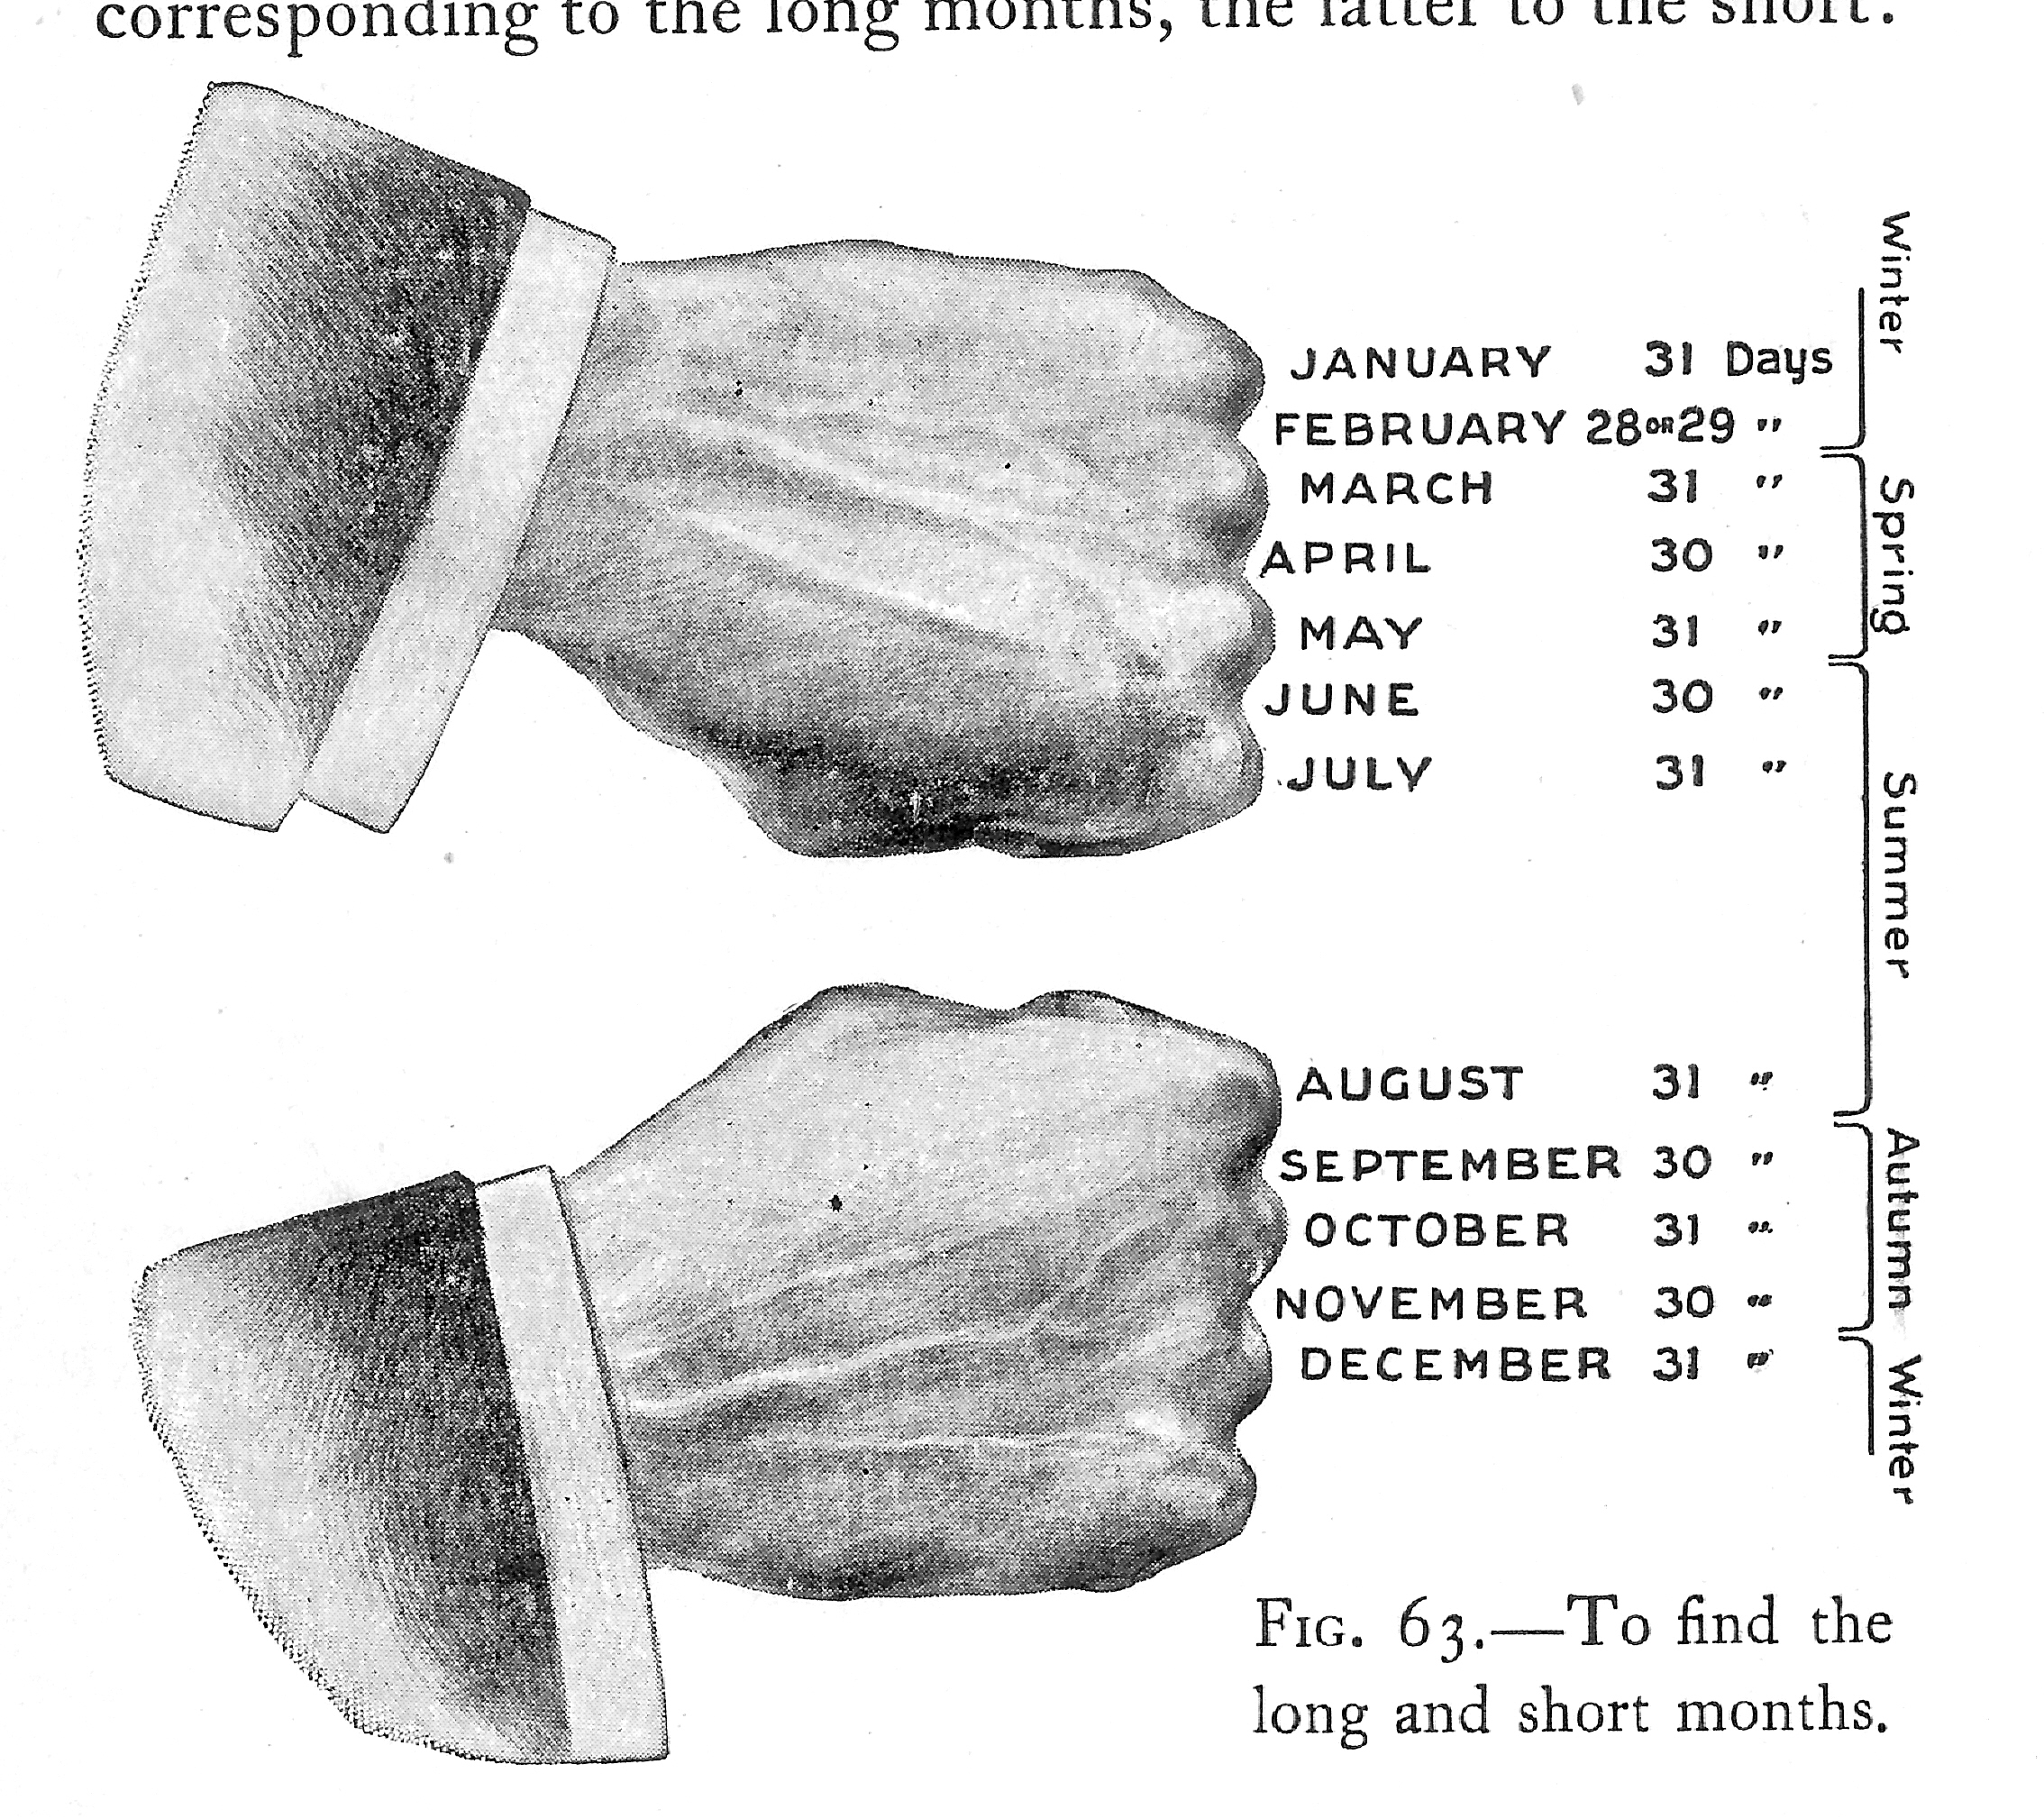 corresponding to the long months, the latter to the short.
Winter
JANUARY 31 Days
FEBRUARY 28 OR 29 "
MARCH 31 "
Spring
APRIL 30 "
MAY 31 "
JUNE 30 "
JULY 31 "
Summer
AUGUST 31 "
SEPTEMBER 30 "
Autumn
OCTOBER 31 "
NOVEMBER 30 "
DECEMBER 31 "
Winter
FIG. 63.—To find the
long and short months.